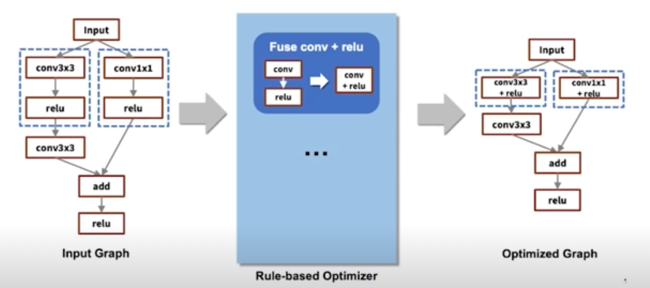 Input
conv3x3
conv1x1
relu
relu
conv3x3
add
relu
Input Graph
Fuse conv + relu
conv
relu
conv
+ relu
...
Rule-based Optimizer
Input
conv3x3
+ relu
conv1x1
+ relu
conv3x3
add
relu
Optimized Graph